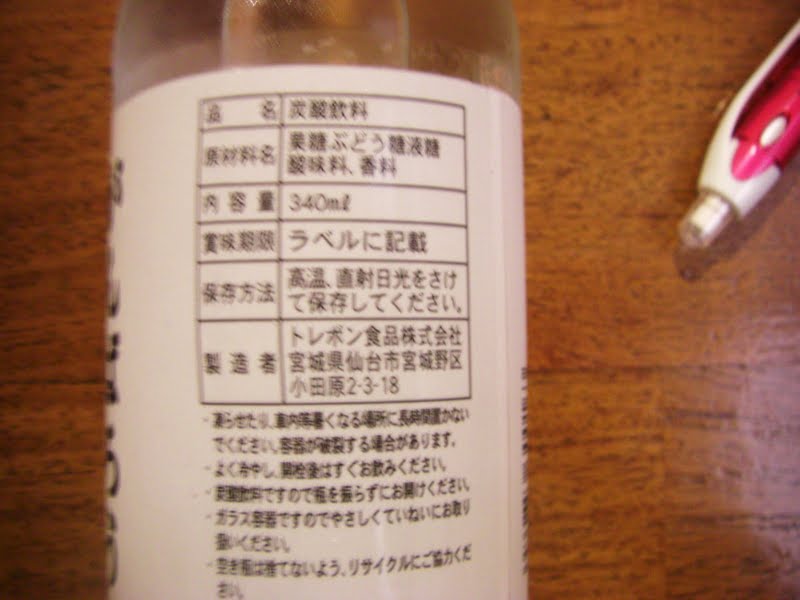 品名 炭酸飲料
原材料名 果糖ぶどう糖液糖
酸味料、香料
内容量 340ml
賞味期限 ラベルに記載
保存方法 高温、直射日光をさけ
て保存してください。
製造者 トレボン食品株式会社
宮城県仙台市宮城野区
小田原2-3-18
・凍らせたり、車内等暑くなる場所に長時間置かない
でください。容器が破裂する場合があります。
・よく冷やし、開栓後はすぐお飲みください。
・炭酸飲料ですので瓶を振らずにお開けください。
・ガラス容器ですのでやさしくていねいにお取り
扱いください。
・空き瓶は捨てないよう、リサイクルにご協力くだ
さい。